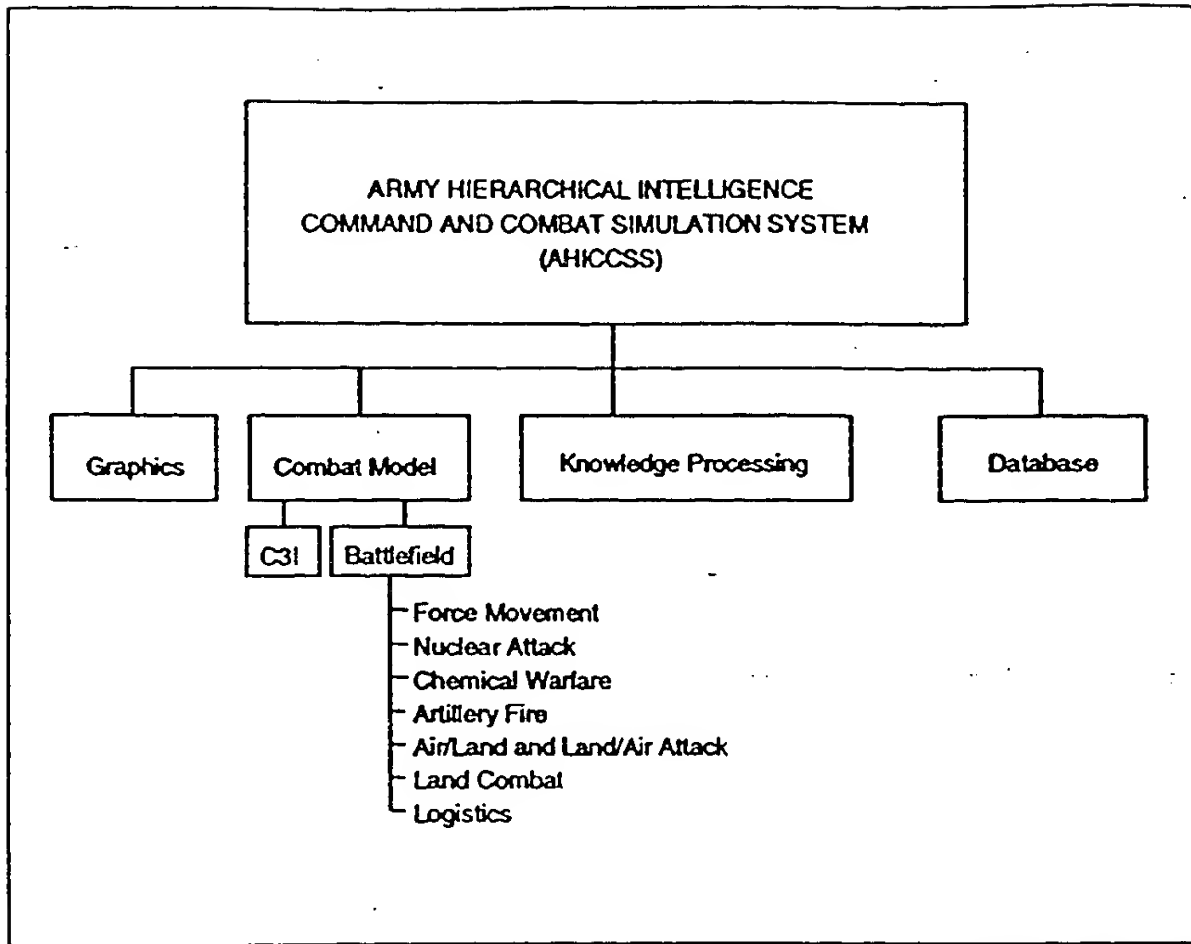 ARMY HIERARCHICAL INTELLIGENCE
COMMAND AND COMBAT SIMULATION SYSTEM
(AHICCSS)
Graphics
Combat Model
Knowledge Processing
Database
C3I
Battlefield
Force Movement
Nuclear Attack
Chemical Warfare
Artillery Fire
Air/Land and Land/Air Attack
Land Combat
Logistics